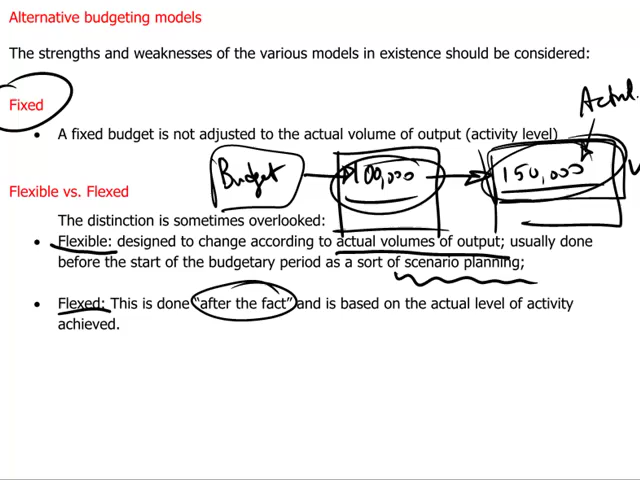 Alternative budgeting models
The strengths and weaknesses of the various models in existence should be considered:
Fixed
Actual.
• A fixed budget is not adjusted to the actual volume of output (activity level)
Budget 100,000 150,000
Flexible vs. Flexed
The distinction is sometimes overlooked:
• Flexible: designed to change according to actual volumes of output; usually done
before the start of the budgetary period as a sort of scenario planning;
• Flexed: This is done “after the fact” and is based on the actual level of activity
achieved.